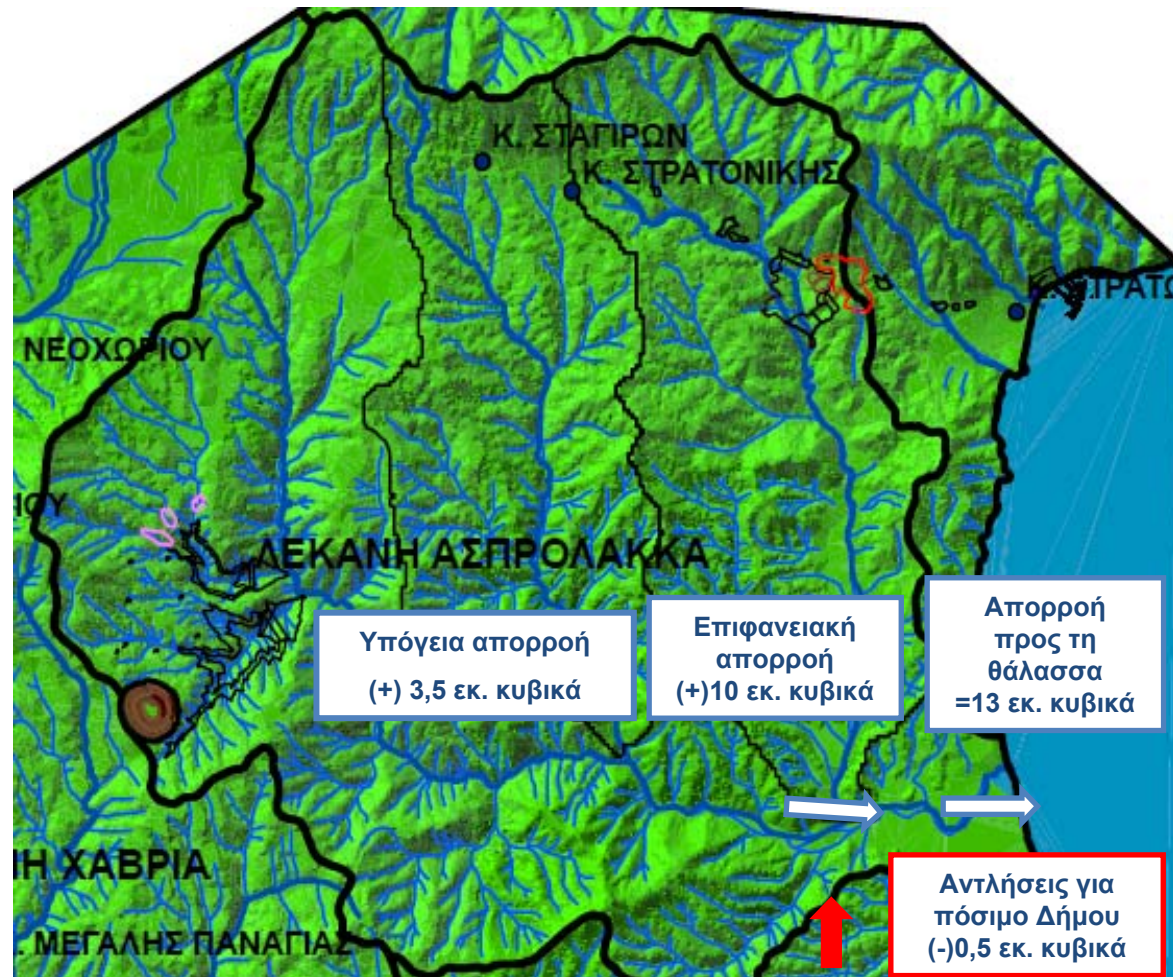 Κ. ΣΤΑΓΙΡΩΝ
Κ. ΣΤΡΑΤΟΝΙΚΗΣ
ΝΕΟΧΩΡΙΟΥ
ΛΕΚΑΝΗ ΑΣΠΡΟΛΑΚΚΑ
Υπόγεια απορροή
(+) 3,5 εκ. κυβικά
Επιφανειακή
απορροή
(+)10 εκ. κυβικά
Απορροή
προς τη
θάλασσα
=13 εκ. κυβικά
ΧΑΒΡΙΑ
. ΜΕΓΑΛΗΣ ΠΑΝΑΓΙΑΣ
Αντλήσεις για
πόσιμο Δήμου
(-)0,5 εκ. κυβικά